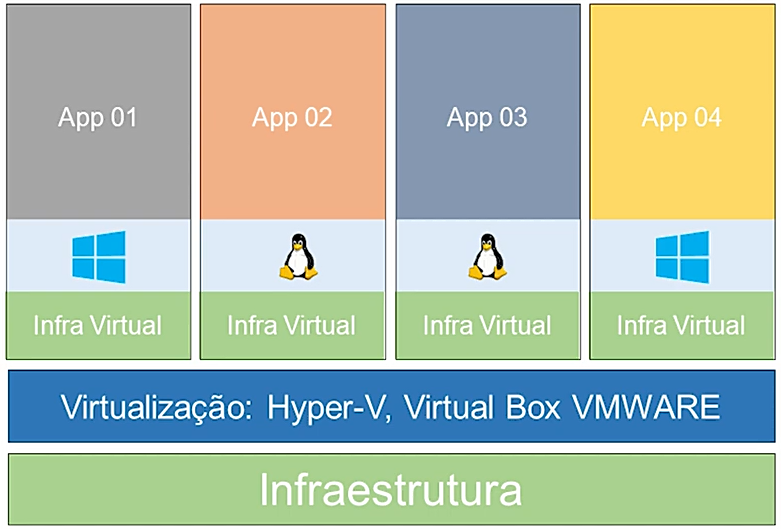 App 01
App 02
App 03
App 04
Infra Virtual
Infra Virtual
Infra Virtual
Infra Virtual
Virtualização: Hyper-V, Virtual Box VMWARE
Infraestrutura